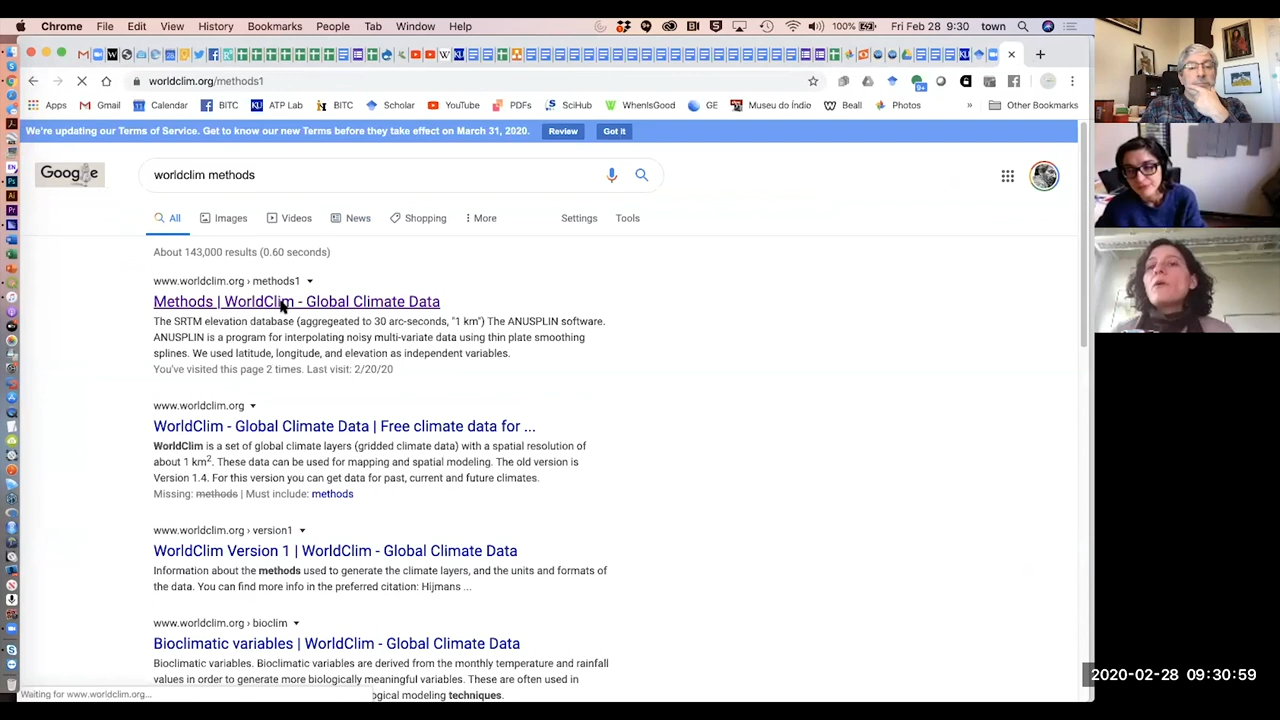 Chrome File Edit View History Bookmarks People Tab Window Help 100% Fri Feb 28 9:30 town
worldclim.org/methods1
Apps Gmail Calendar BITC ATP Lab BITC Scholar YouTube PDFs SciHub WhenIsGood GE Museu do Índio Beall Photos » Other Bookmarks
We're updating our Terms of Service. Get to know our new Terms before they take effect on March 31, 2020. Review Got it
Google worldclim methods
All Images Videos News Shopping More Settings Tools
About 143,000 results (0.60 seconds)
www.worldclim.org › methods1
Methods | WorldClim - Global Climate Data
The SRTM elevation database (aggregeated to 30 arc-seconds, "1 km") The ANUSPLIN software.
ANUSPLIN is a program for interpolating noisy multi-variate data using thin plate smoothing
splines. We used latitude, longitude, and elevation as independent variables.
You've visited this page 2 times. Last visit: 2/20/20
www.worldclim.org
WorldClim - Global Climate Data | Free climate data for ...
WorldClim is a set of global climate layers (gridded climate data) with a spatial resolution of
about 1 km2. These data can be used for mapping and spatial modeling. The old version is
Version 1.4. For this version you can get data for past, current and future climates.
Missing: methods | Must include: methods
www.worldclim.org › version1
WorldClim Version 1 | WorldClim - Global Climate Data
Information about the methods used to generate the climate layers, and the units and formats of
the data. You can find more info in the preferred citation: Hijmans ...
www.worldclim.org › bioclim
Bioclimatic variables | WorldClim - Global Climate Data
Bioclimatic variables. Bioclimatic variables are derived from the monthly temperature and rainfall
values in order to generate more biologically meaningful variables. These are often used in
ogical modeling techniques.
Waiting for www.worldclim.org...
2020-02-28 09:30:59